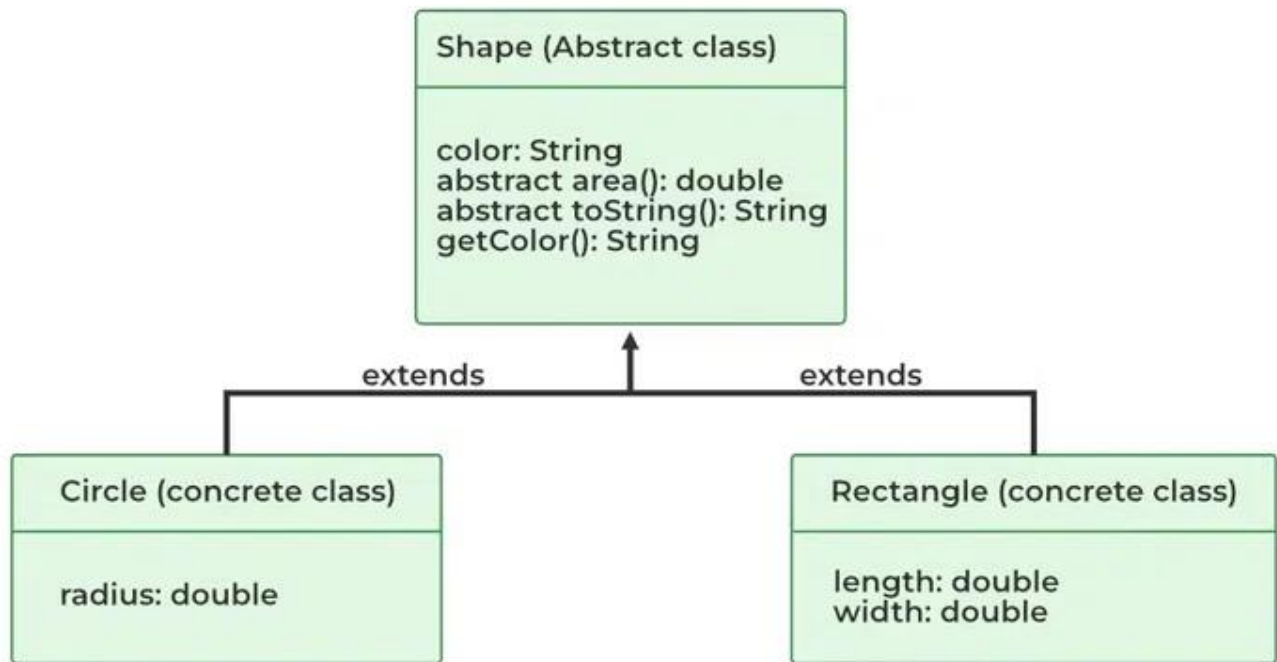 Shape (Abstract class)
color: String
abstract area(): double
abstract toString(): String
getColor(): String
extends
extends
Circle (concrete class)
radius: double
Rectangle (concrete class)
length: double
width: double